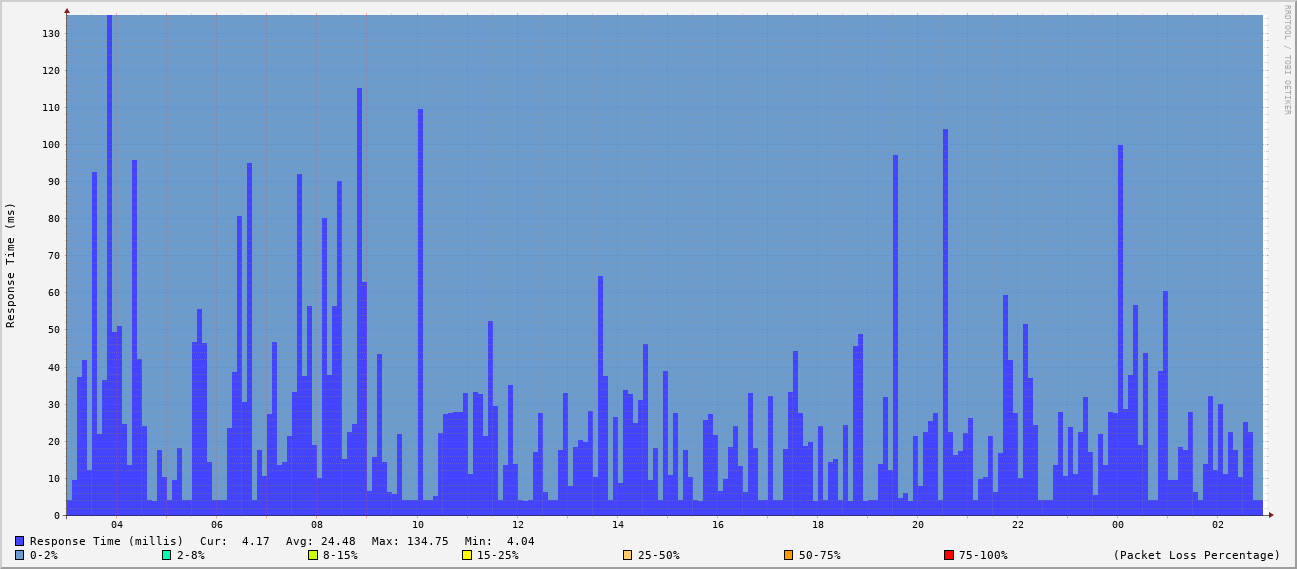 RRDTOOL / TOBI OETIKER
Response Time (ms)
130
120
110
100
90
80
70
60
50
40
30
20
10
0
04 06 08 10 12 14 16 18 20 22 00 02
Response Time (millis) Cur: 4.17 Avg: 24.48 Max: 134.75 Min: 4.04
0-2% 2-8% 8-15% 15-25% 25-50% 50-75% 75-100% (Packet Loss Percentage)